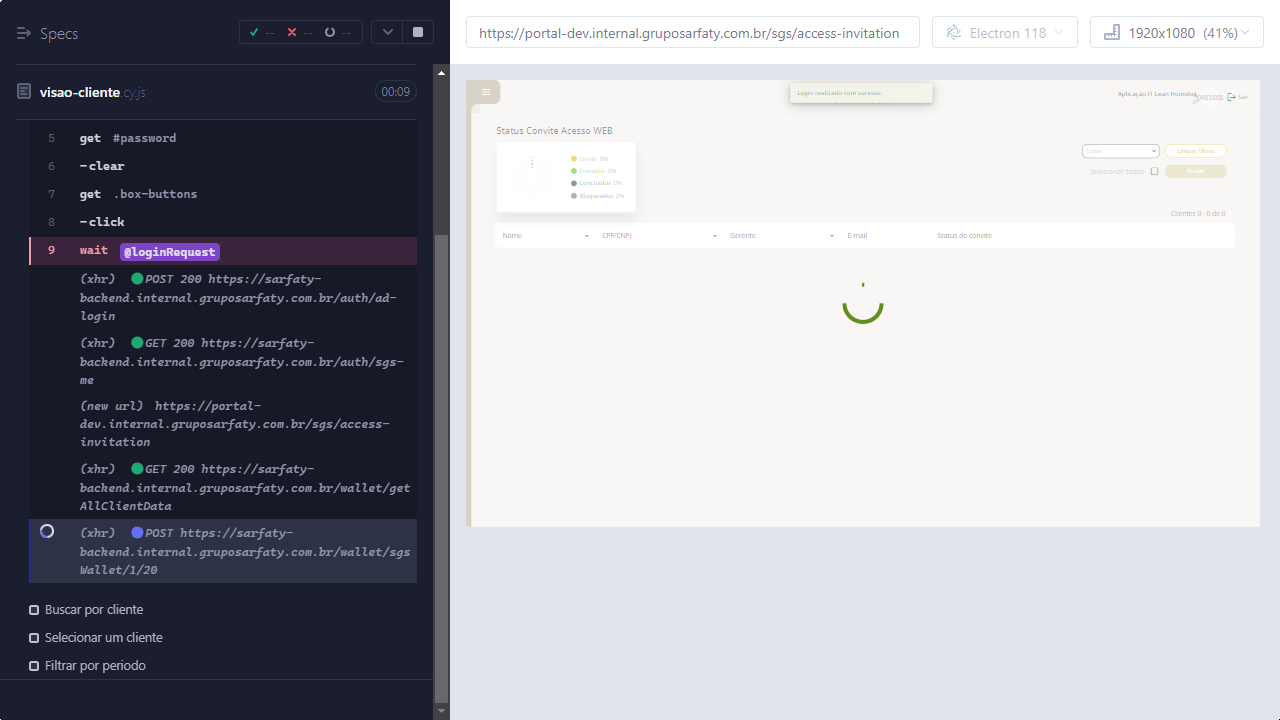 Specs
--
--
--
visao-cliente.cy.js
00:09
5 get #password
6 -clear
7 get .box-buttons
8 -click
9 wait @loginRequest
(xhr) POST 200 https://sarfaty-
backend.internal.gruposarfaty.com.br/auth/ad-
login
(xhr) GET 200 https://sarfaty-
backend.internal.gruposarfaty.com.br/auth/sgs-
me
(new url) https://portal-
dev.internal.gruposarfaty.com.br/sgs/access-
invitation
(xhr) GET 200 https://sarfaty-
backend.internal.gruposarfaty.com.br/wallet/get
AllClientData
(xhr) POST https://sarfaty-
backend.internal.gruposarfaty.com.br/wallet/sgs
Wallet/1/20
Buscar por cliente
Selecionar um cliente
Filtrar por periodo
https://portal-dev.internal.gruposarfaty.com.br/sgs/access-invitation
Electron 118
1920x1080 (41%)
Login realizado com sucesso.
Aplicação IT Lean Homolog
person
Sair
Status Convite Acesso WEB
Enviar 0%
Enviados 0%
Concluídos 0%
Bloqueados 0%
Todos
Limpar filtros
Selecionar todos
Enviar
Clientes 0 - 0 de 0
Nome
CPF/CNPJ
Gerente
E-mail
Status do convite